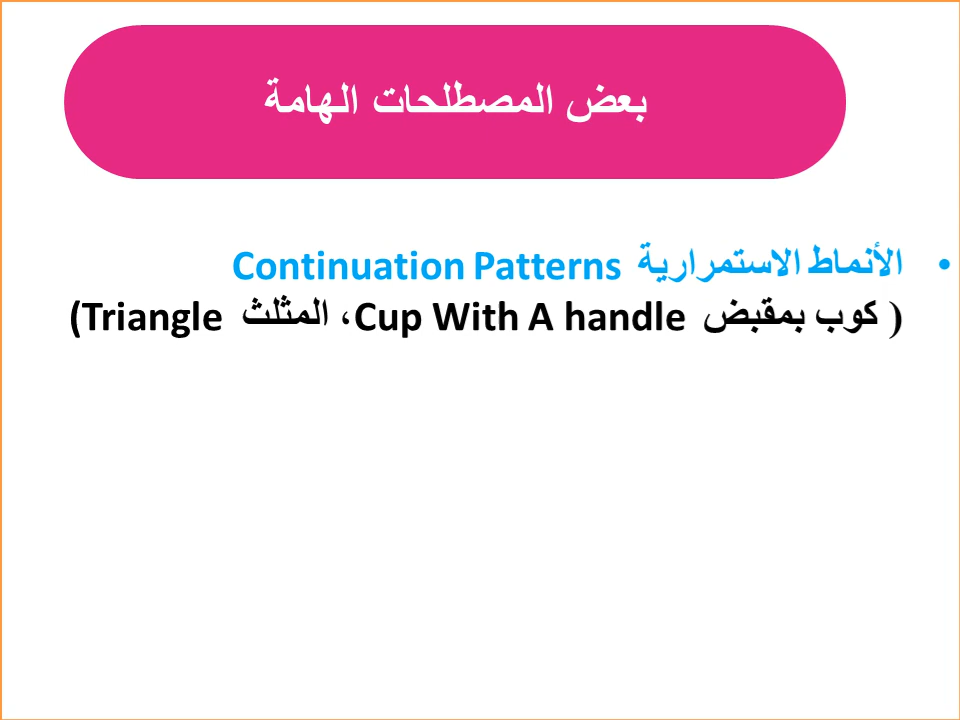 بعض المصطلحات الهامة
• الأنماط الاستمرارية Continuation Patterns
( كوب بمقبض Cup With A handle، المثلث Triangle)